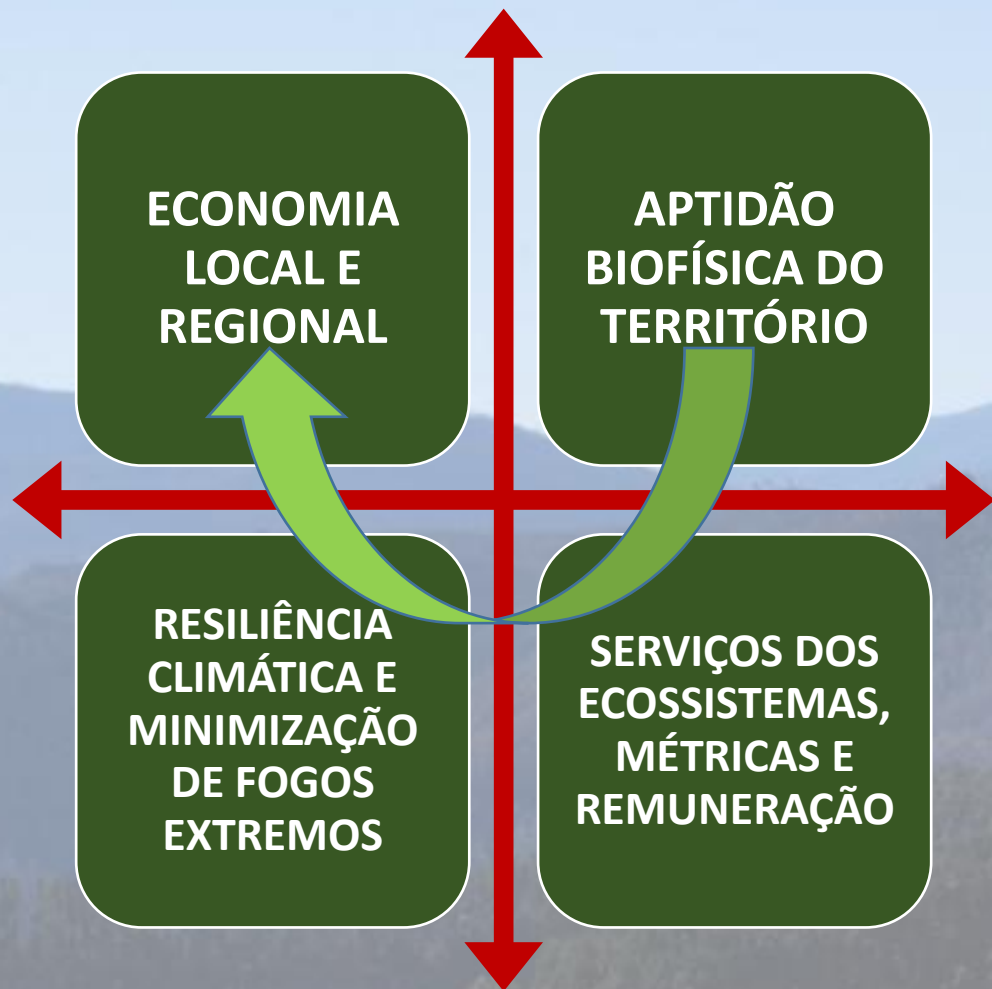 ECONOMIA
LOCAL E
REGIONAL
APTIDÃO
BIOFÍSICA DO
TERRITÓRIO
RESILIÊNCIA
CLIMÁTICA E
MINIMIZAÇÃO
DE FOGOS
EXTREMOS
SERVIÇOS DOS
ECOSSISTEMAS,
MÉTRICAS E
REMUNERAÇÃO